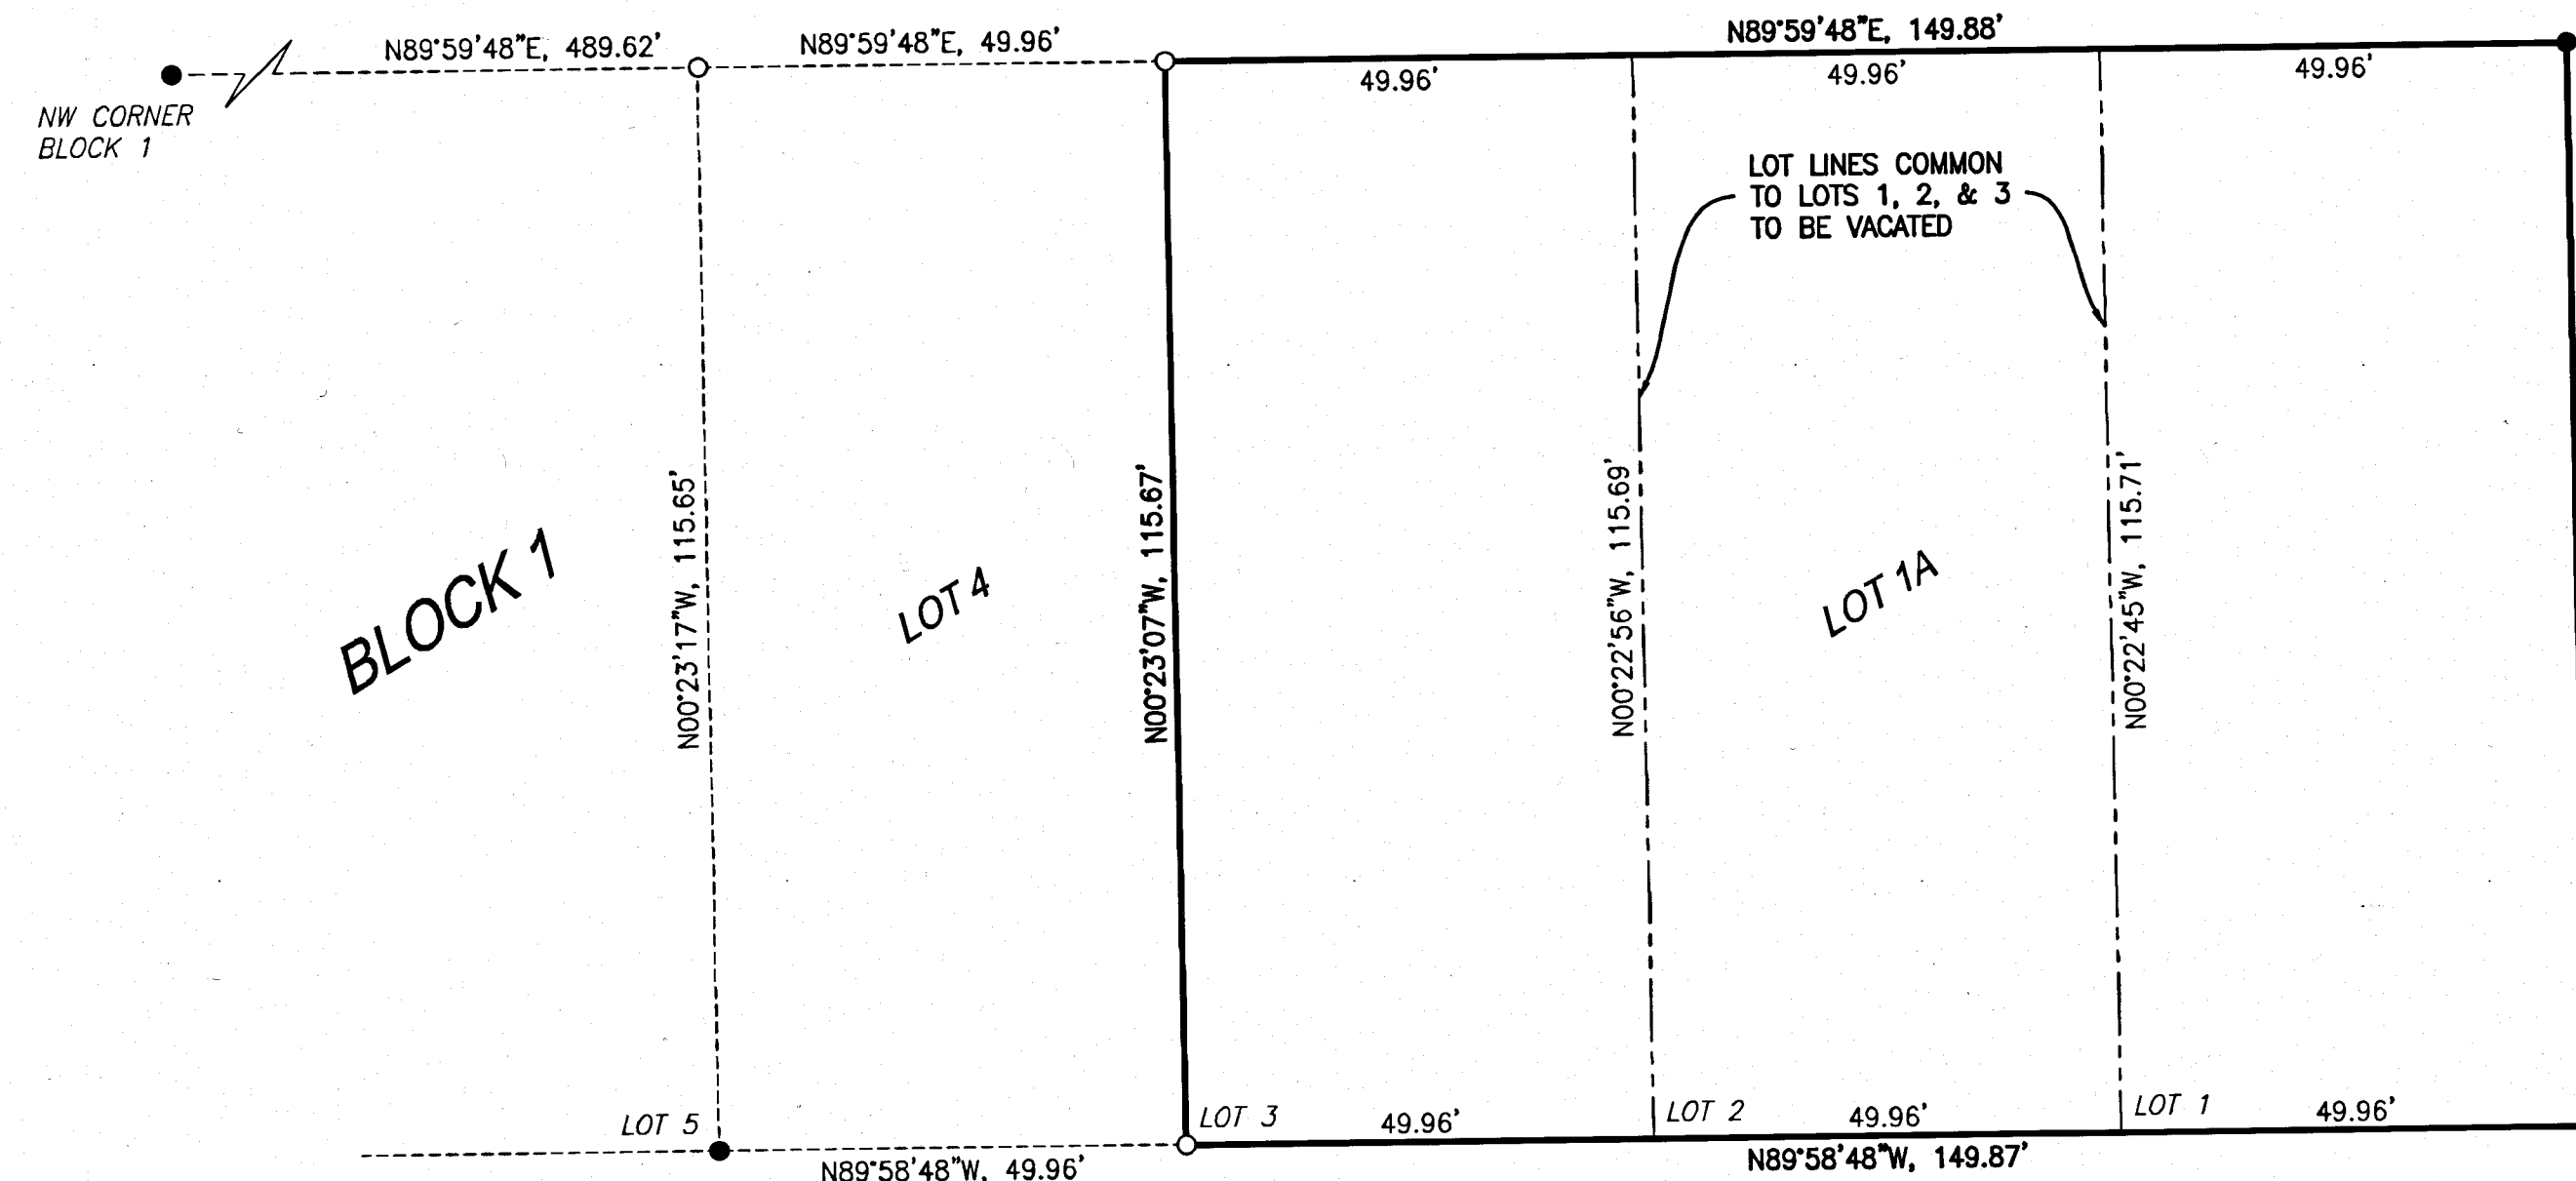 N89°59'48"E, 489.62'
N89°59'48"E, 49.96'
N89°59'48"E, 149.88'
49.96'
49.96'
49.96'
NW CORNER
BLOCK 1
LOT LINES COMMON
TO LOTS 1, 2, & 3
TO BE VACATED
N00°23'17"W, 115.65'
N00°23'07"W, 115.67'
N00°22'56"W, 115.69'
N00°22'45"W, 115.71'
BLOCK 1
LOT 4
LOT 1A
LOT 5
LOT 3
49.96'
LOT 2
49.96'
LOT 1
49.96'
N89°58'48"W, 49.96'
N89°58'48"W, 149.87'